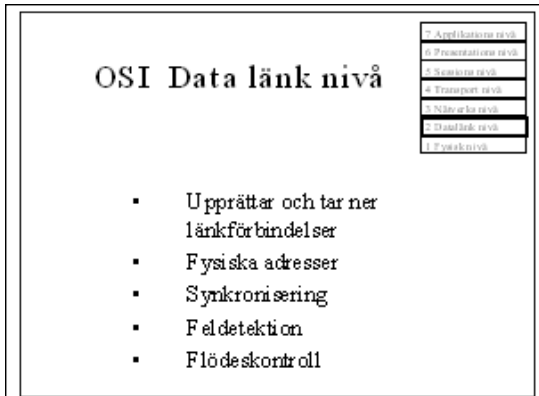 OSI Data länk nivå
7 Applikations nivå
6 Presentations nivå
5 Sessions nivå
4 Transport nivå
3 Nätverks nivå
2 Datalänk nivå
1 Fysisk nivå
▪ Upprättar och tar ner
länkförbindelser
▪ Fysiska adresser
▪ Synkronisering
▪ Feldetektion
▪ Flödeskontroll